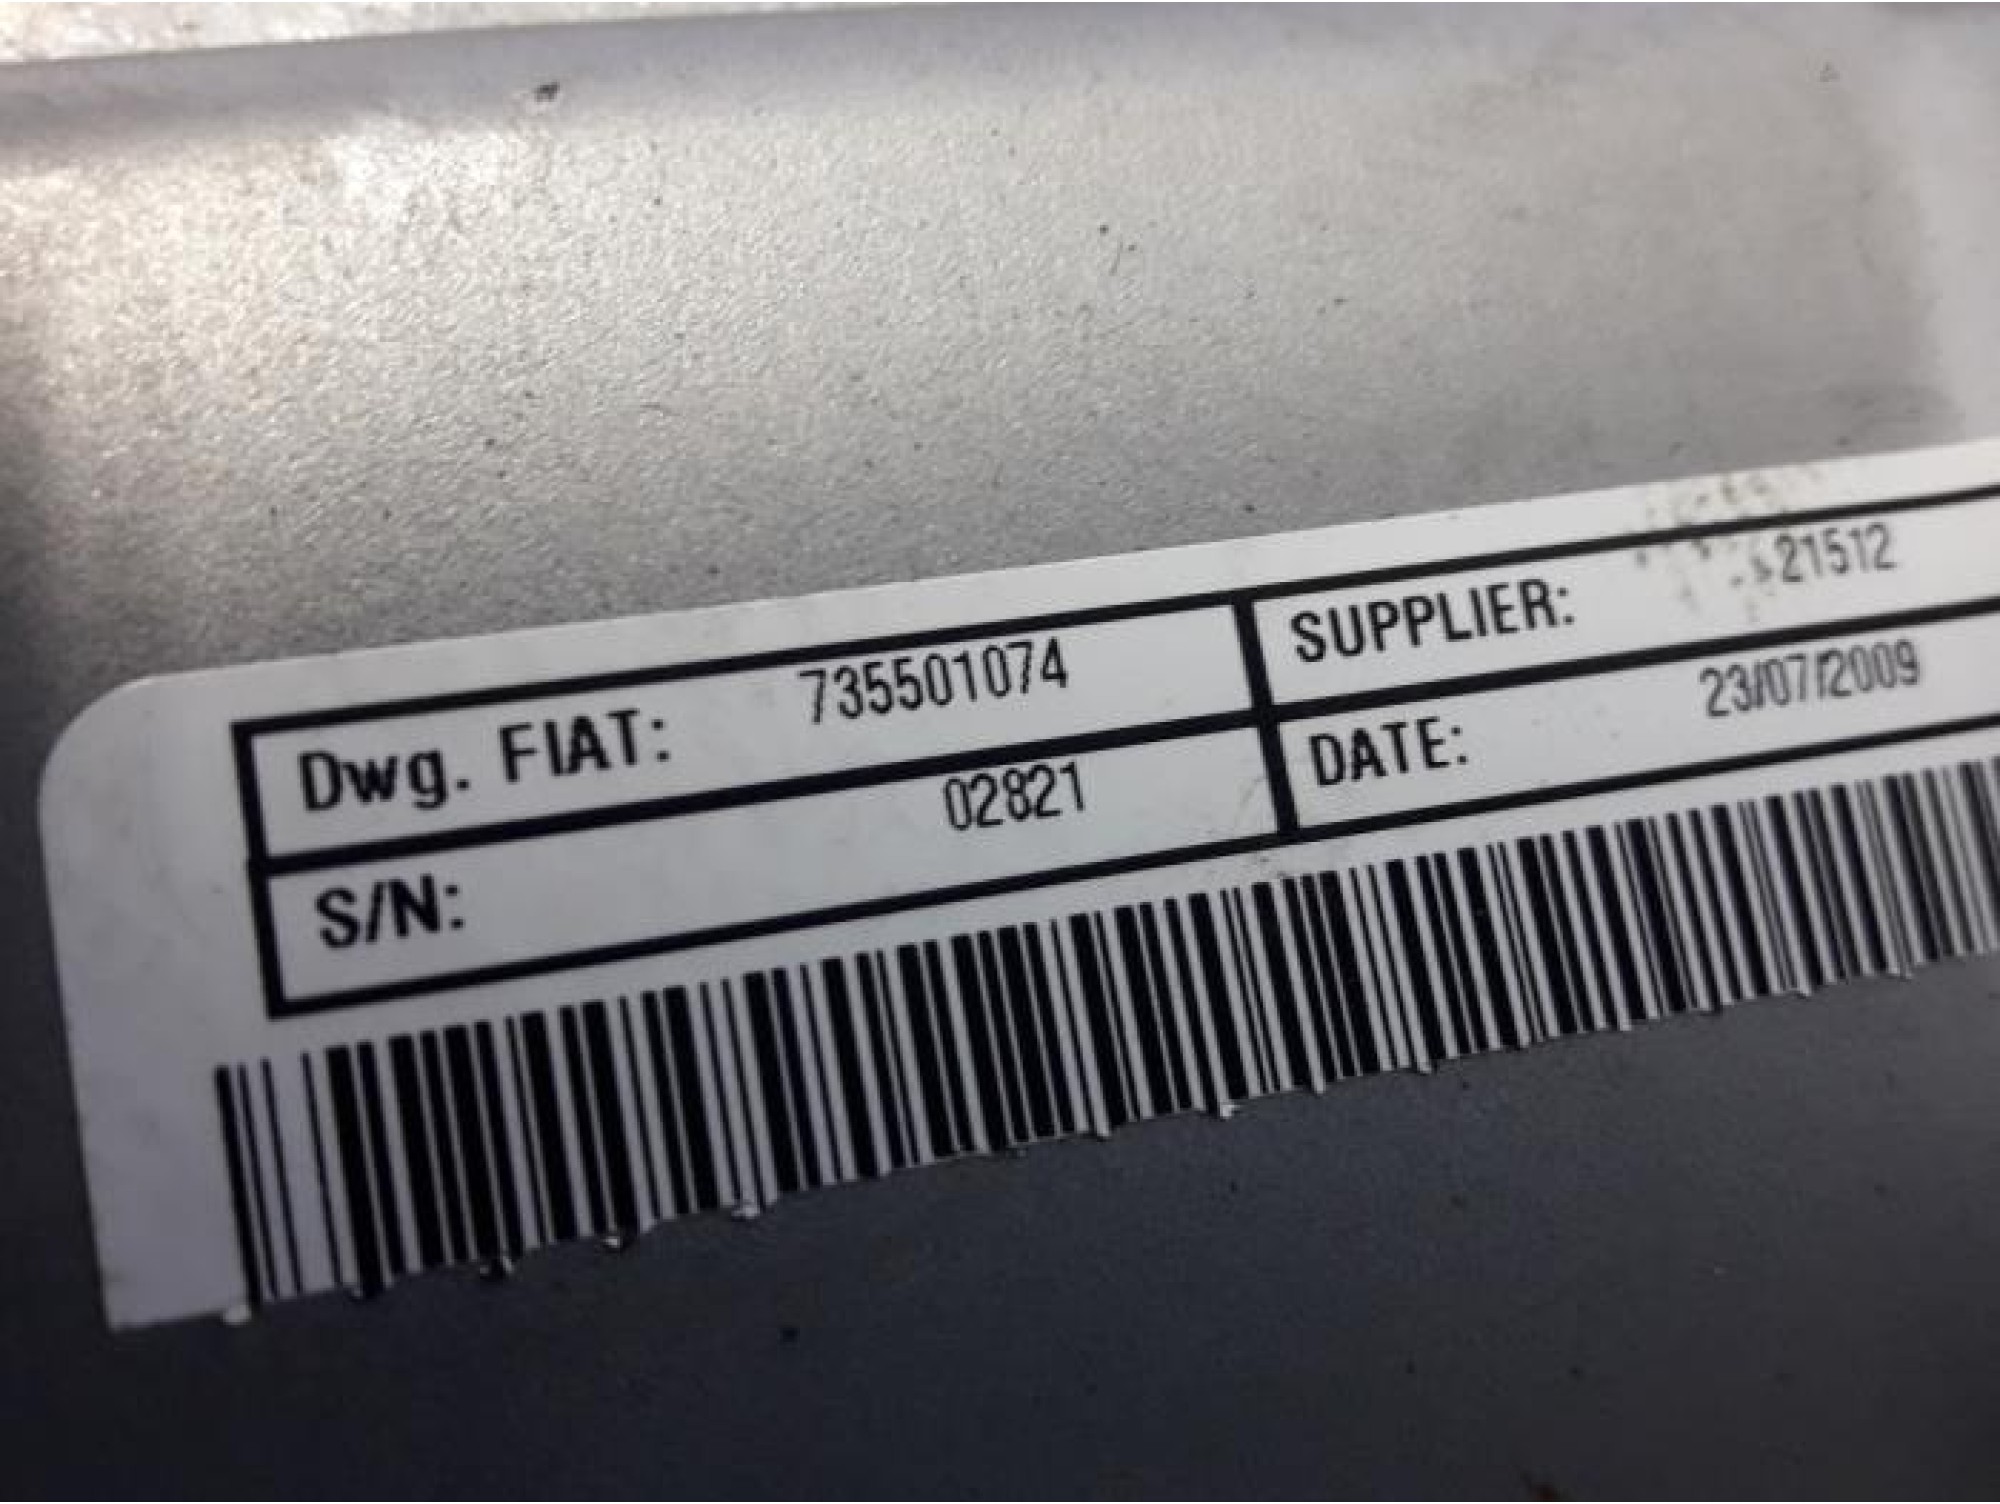 Dwg. FIAT: 735501074 SUPPLIER: 21512
S/N: 02821 DATE: 23/07/2009